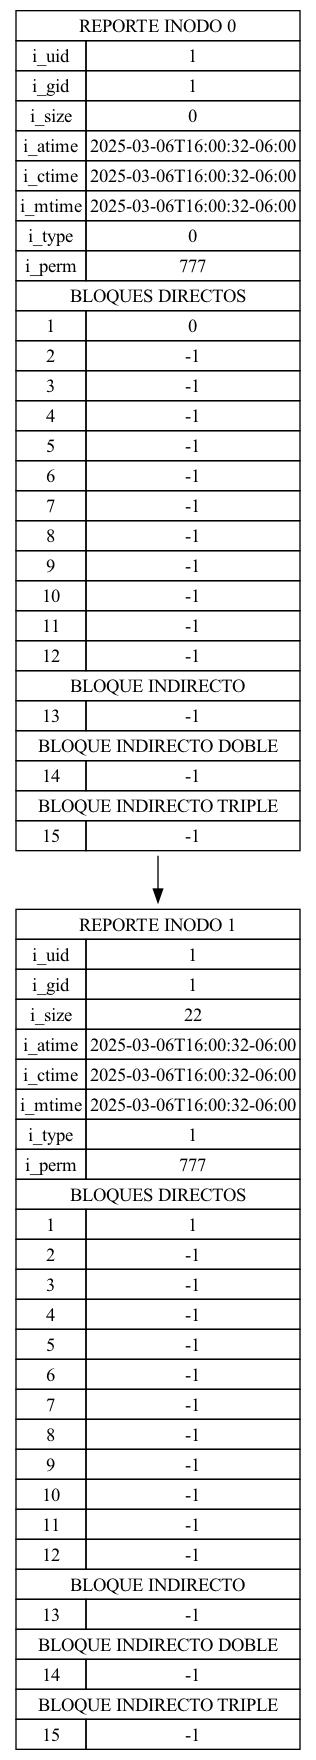 REPORTE INODO 0
i_uid 1
i_gid 1
i_size 0
i_atime 2025-03-06T16:00:32-06:00
i_ctime 2025-03-06T16:00:32-06:00
i_mtime 2025-03-06T16:00:32-06:00
i_type 0
i_perm 777
BLOQUES DIRECTOS
1 0
2 -1
3 -1
4 -1
5 -1
6 -1
7 -1
8 -1
9 -1
10 -1
11 -1
12 -1
BLOQUE INDIRECTO
13 -1
BLOQUE INDIRECTO DOBLE
14 -1
BLOQUE INDIRECTO TRIPLE
15 -1
REPORTE INODO 1
i_uid 1
i_gid 1
i_size 22
i_atime 2025-03-06T16:00:32-06:00
i_ctime 2025-03-06T16:00:32-06:00
i_mtime 2025-03-06T16:00:32-06:00
i_type 1
i_perm 777
BLOQUES DIRECTOS
1 1
2 -1
3 -1
4 -1
5 -1
6 -1
7 -1
8 -1
9 -1
10 -1
11 -1
12 -1
BLOQUE INDIRECTO
13 -1
BLOQUE INDIRECTO DOBLE
14 -1
BLOQUE INDIRECTO TRIPLE
15 -1